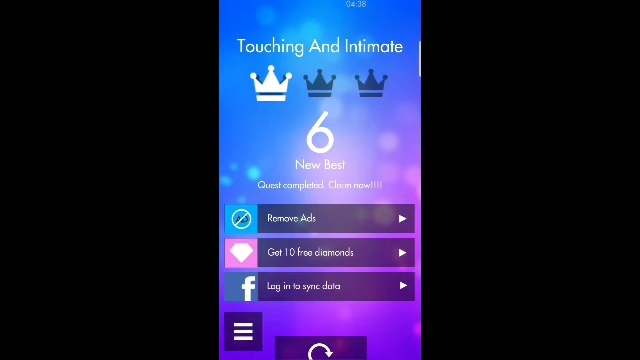 04:38
Touching And Intimate
6
New Best
Quest completed. Claim now!!!!
Remove Ads
Get 10 free diamonds
Log in to sync data